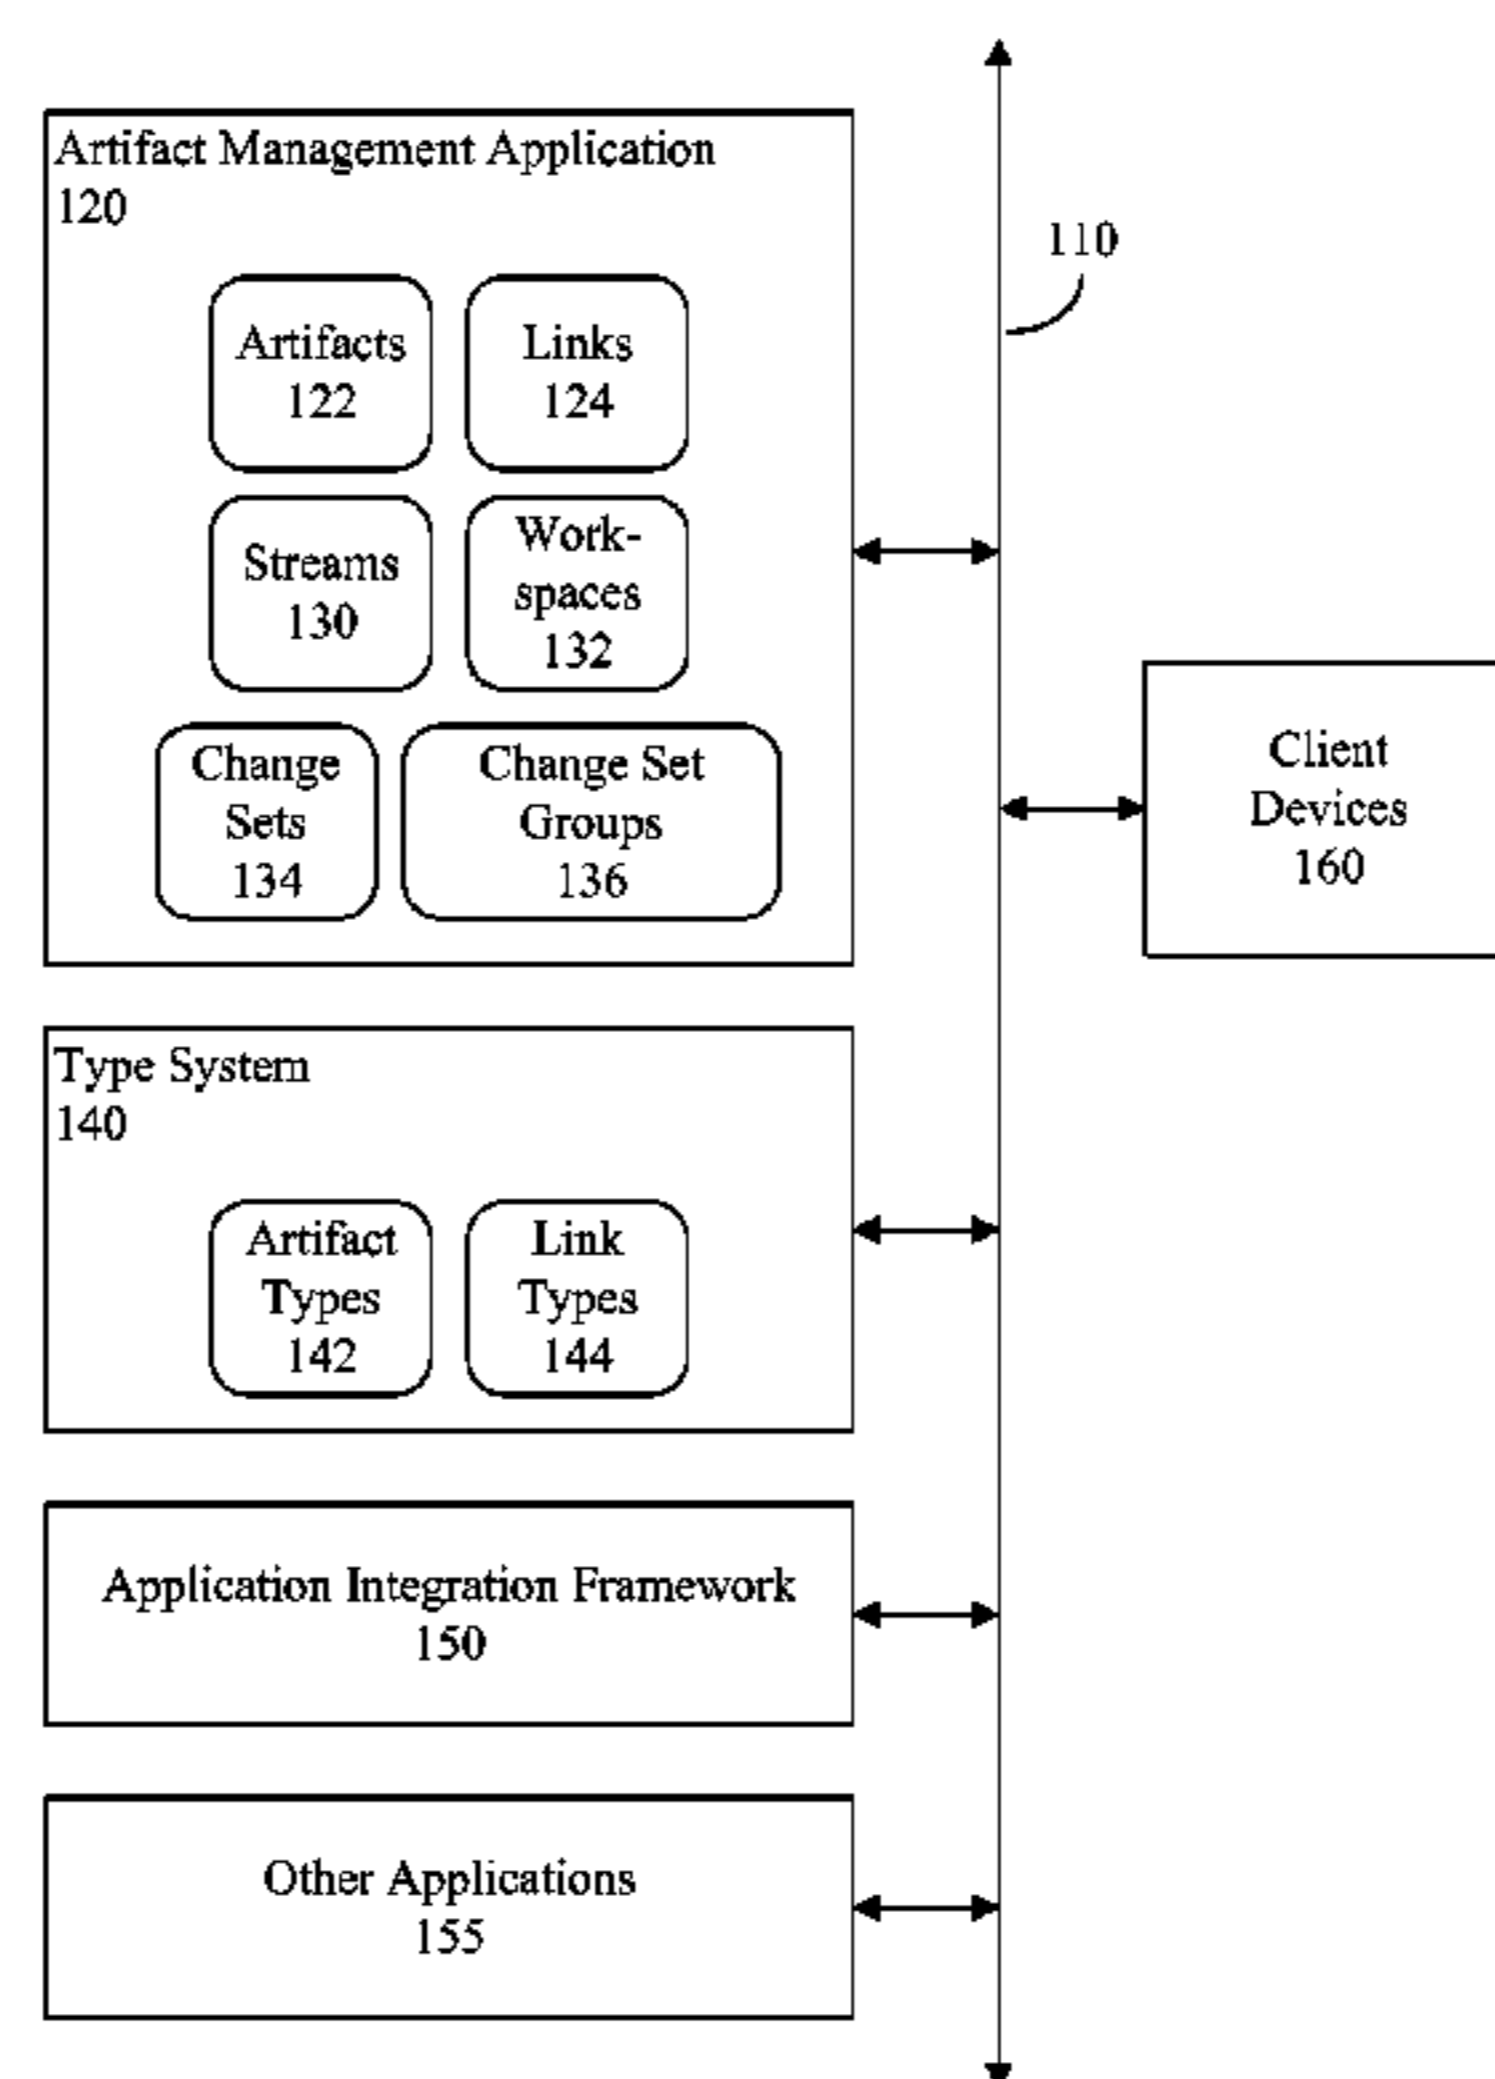 Artifact Management Application
120
110
Artifacts
122
Links
124
Streams
130
Work-
spaces
132
Change
Sets
134
Change Set
Groups
136
Client
Devices
160
Type System
140
Artifact
Types
142
Link
Types
144
Application Integration Framework
150
Other Applications
155